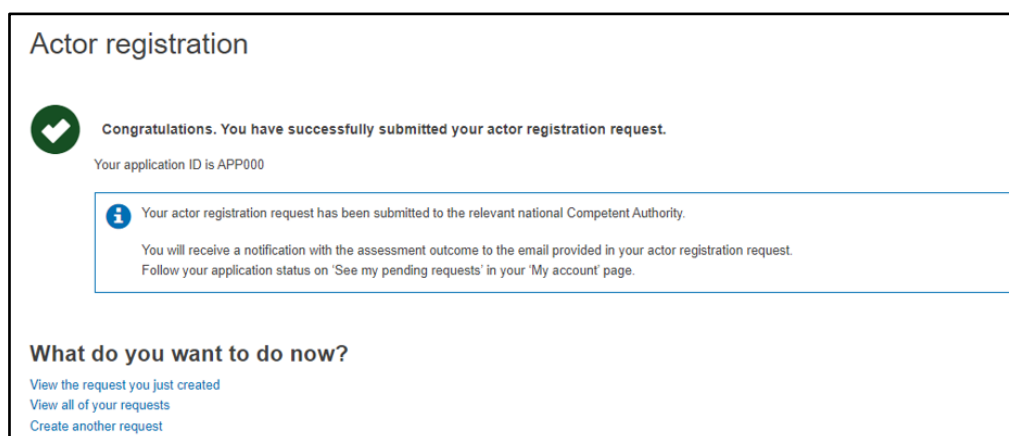 Actor registration
Congratulations. You have successfully submitted your actor registration request.
Your application ID is APP000
Your actor registration request has been submitted to the relevant national Competent Authority.
You will receive a notification with the assessment outcome to the email provided in your actor registration request.
Follow your application status on 'See my pending requests' in your 'My account' page.
What do you want to do now?
View the request you just created
View all of your requests
Create another request